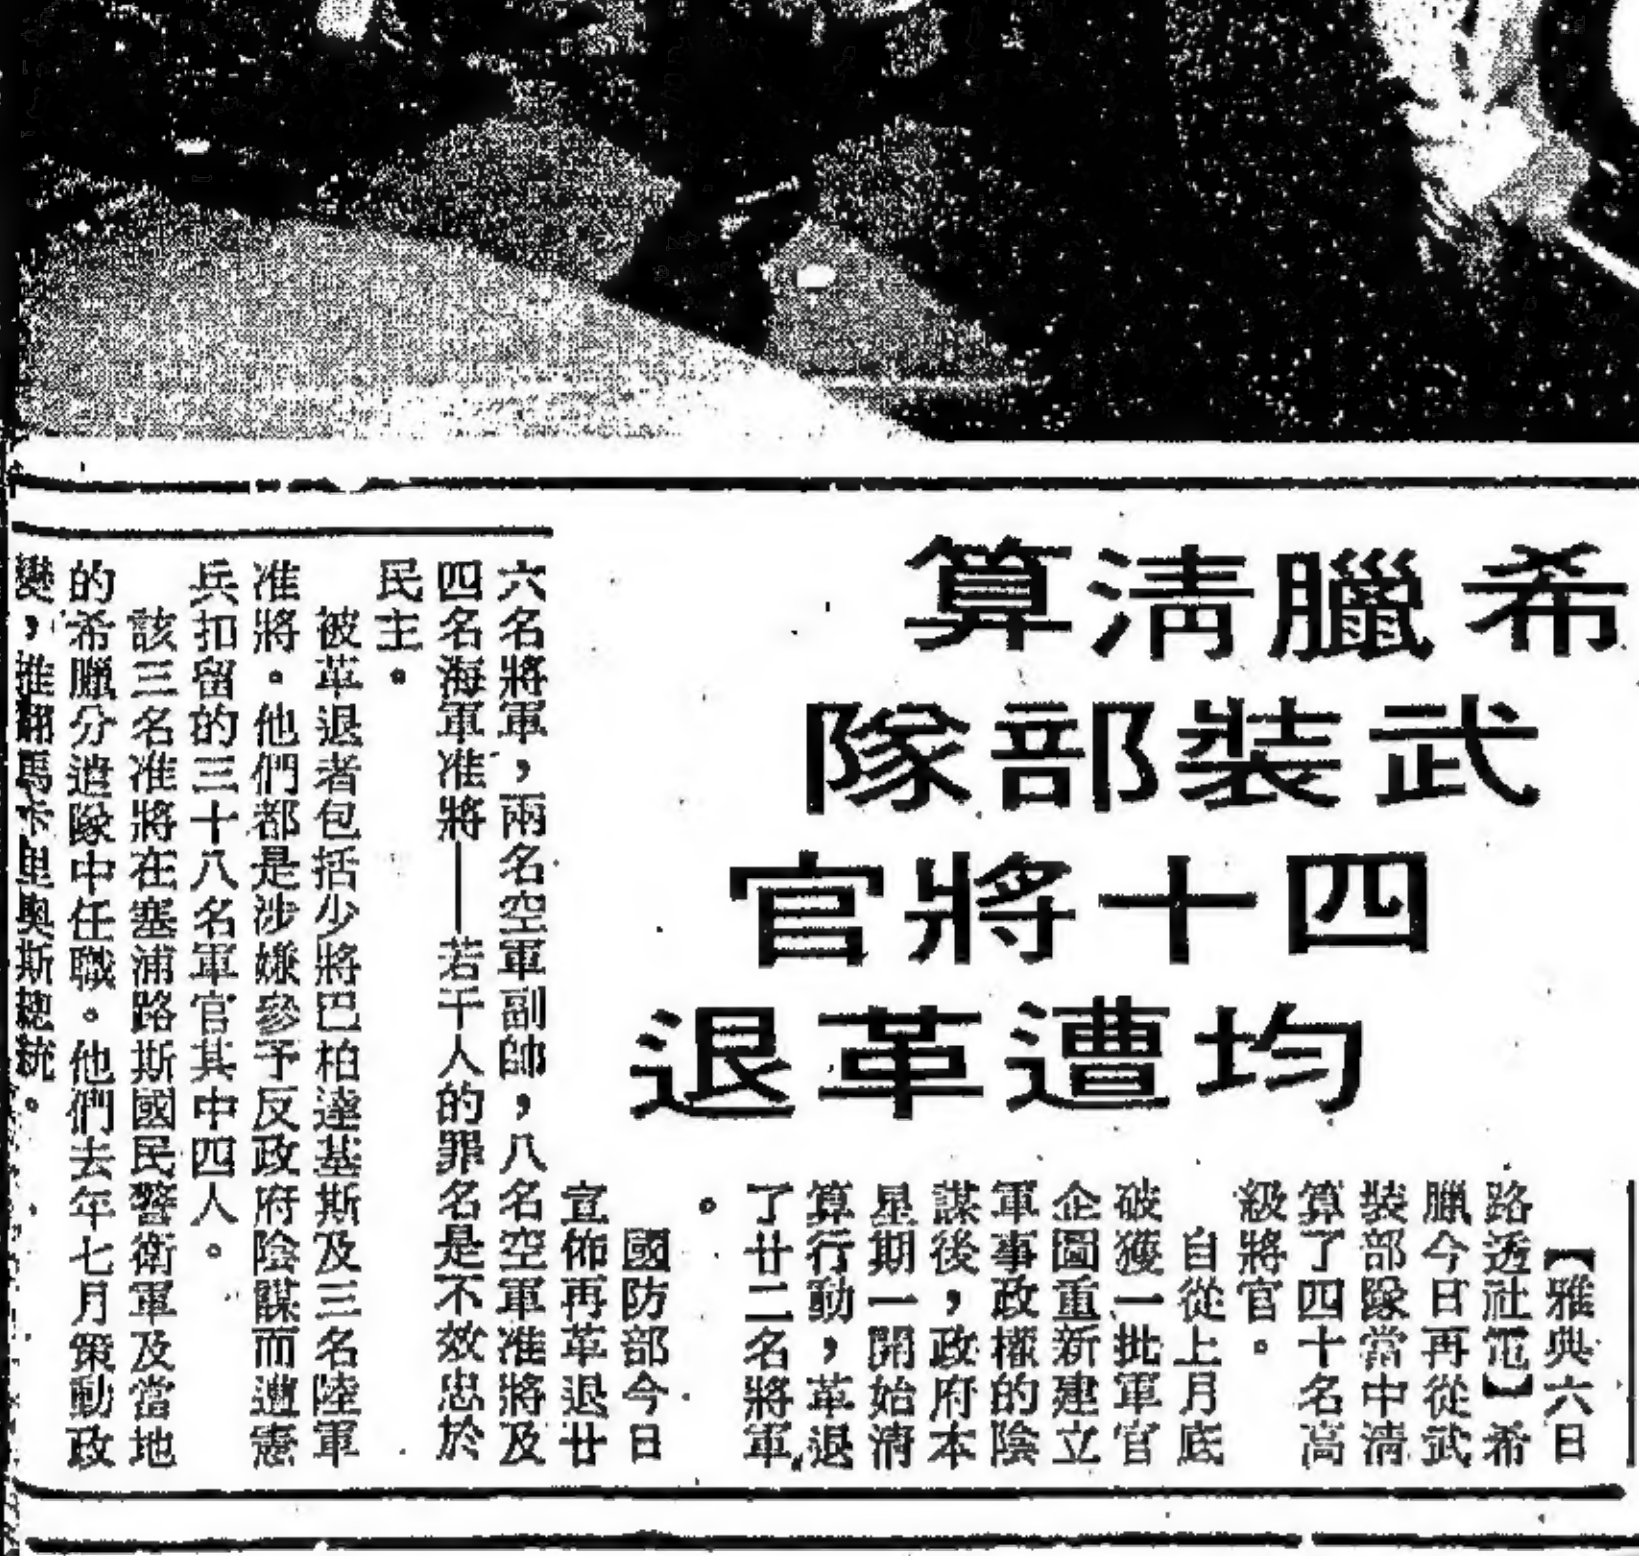 希臘清算
武裝部隊
四十將官
均遭革退
【雅典六日
路透社電】希
臘今日再從武
裝部隊當中清
算了四十名高
級將官。
自從上月底
破獲一批軍官
企圖重新建立
軍事政權的陰
謀後，政府本
星期一開始清
算行動，革退
了廿二名將軍
。
國防部今日
宣佈再革退廿
六名將軍，兩名空軍副帥，八名空軍准將及
四名海軍准將——若干人的罪名是不效忠於
民主。
被革退者包括少將巴柏達基斯及三名陸軍
准將。他們都是涉嫌參予反政府陰謀而遭憲
兵扣留的三十八名軍官其中四人。
該三名准將在塞浦路斯國民警衛軍及當地
的希臘分遣隊中任職。他們去年七月策動政
變，推翻馬卡里奧斯總統。